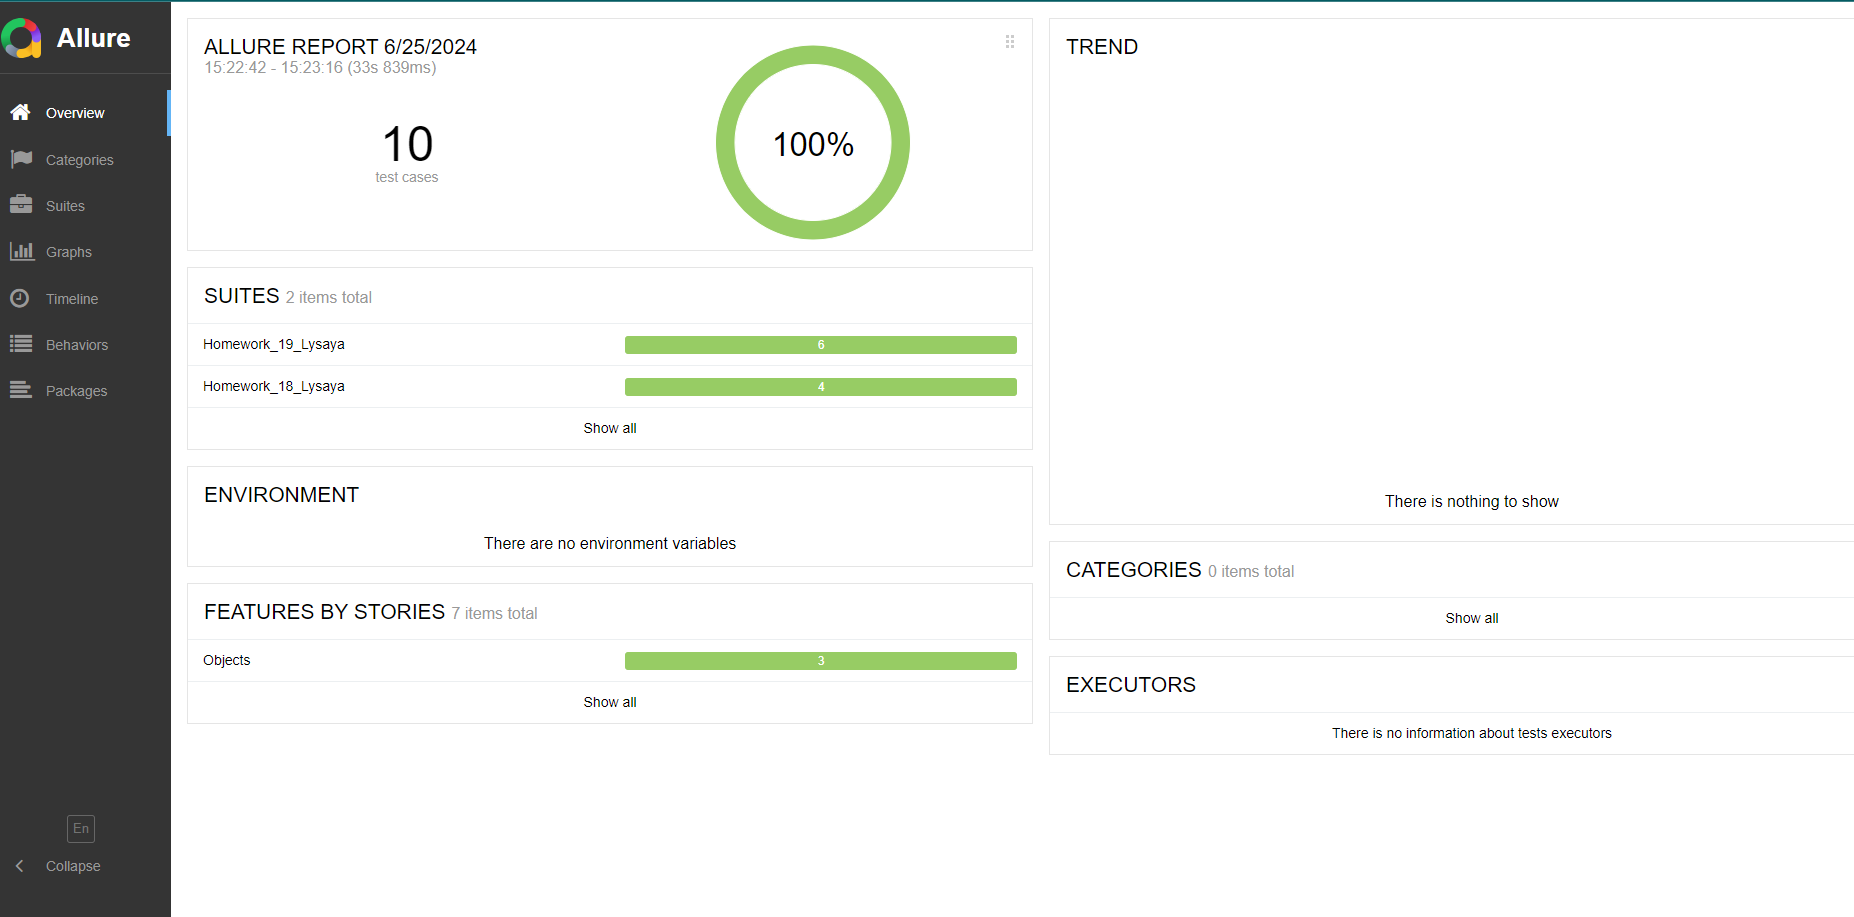 Allure
Overview
Categories
Suites
Graphs
Timeline
Behaviors
Packages
En
Collapse
ALLURE REPORT 6/25/2024
15:22:42 - 15:23:16 (33s 839ms)
10
test cases
100%
SUITES 2 items total
Homework_19_Lysaya 6
Homework_18_Lysaya 4
Show all
ENVIRONMENT
There are no environment variables
FEATURES BY STORIES 7 items total
Objects 3
Show all
TREND
There is nothing to show
CATEGORIES 0 items total
Show all
EXECUTORS
There is no information about tests executors